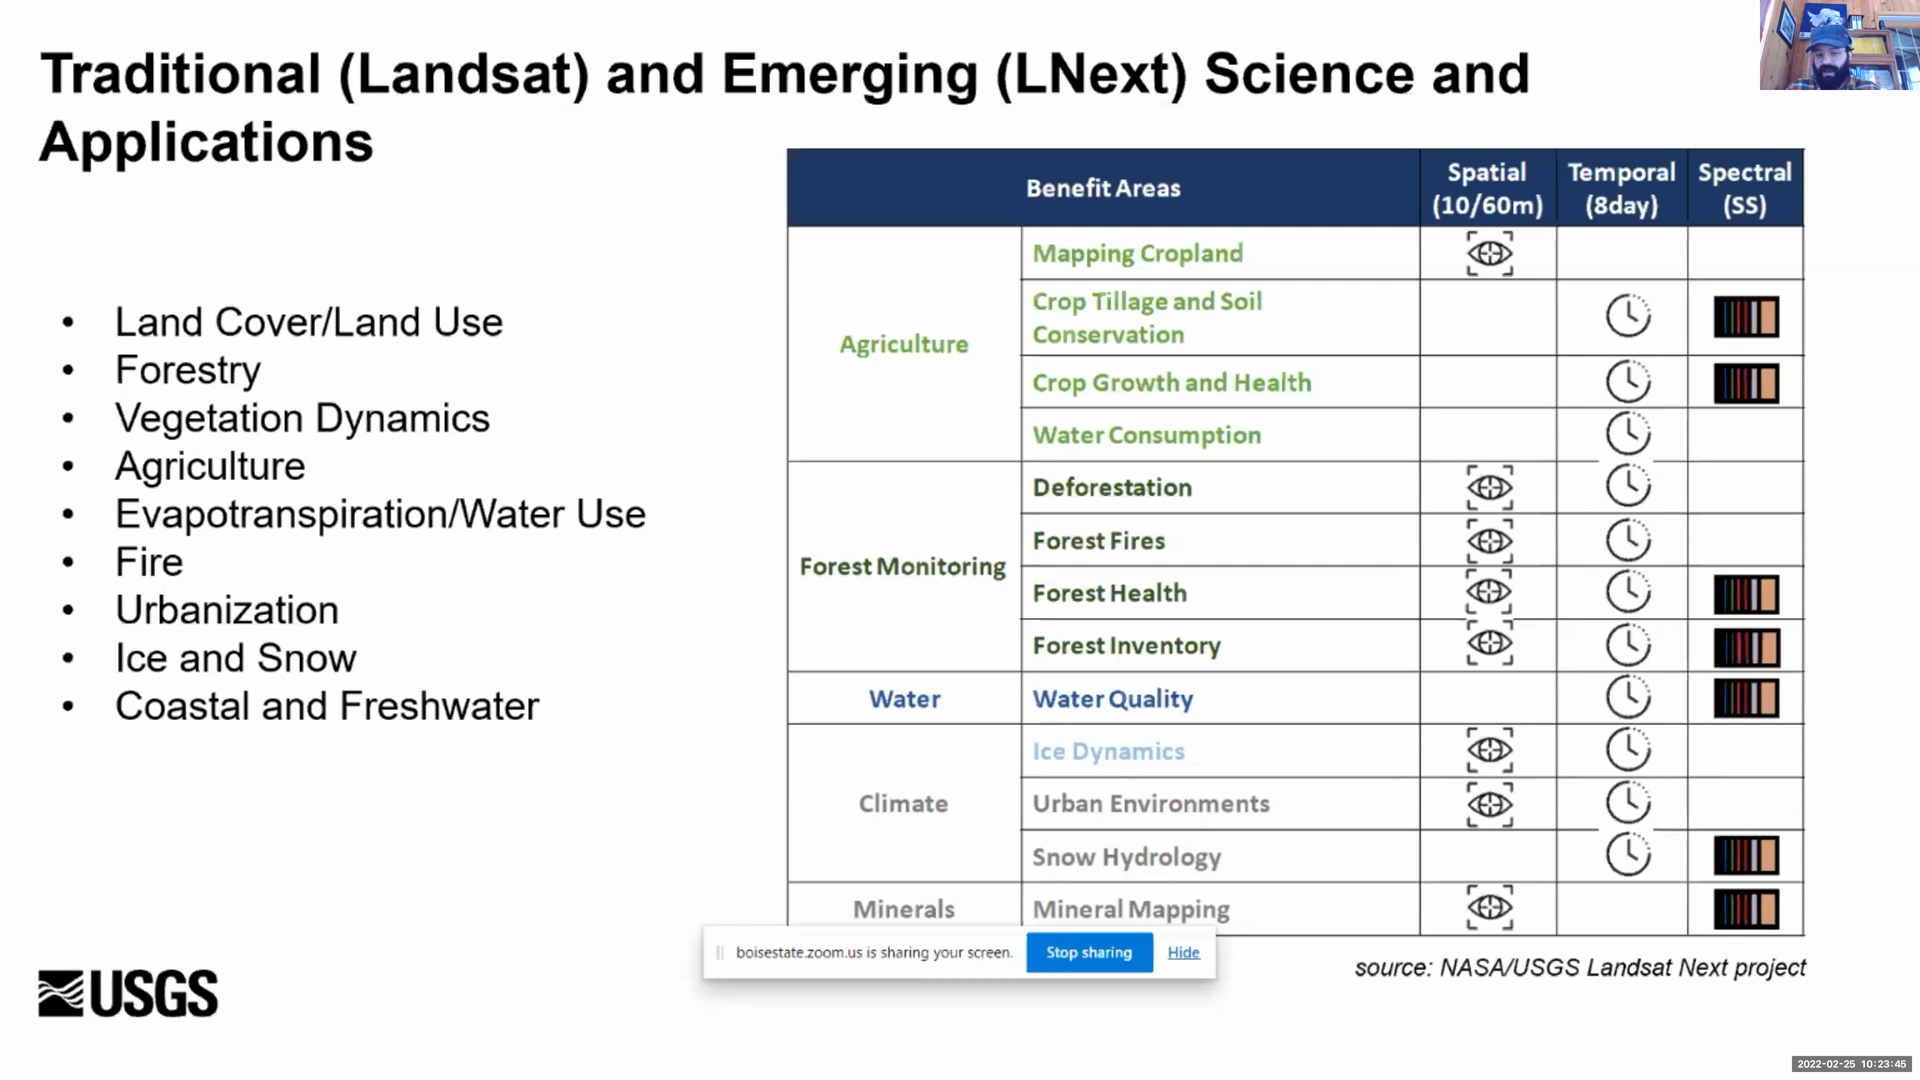 Traditional (Landsat) and Emerging (LNext) Science and
Applications
• Land Cover/Land Use
• Forestry
• Vegetation Dynamics
• Agriculture
• Evapotranspiration/Water Use
• Fire
• Urbanization
• Ice and Snow
• Coastal and Freshwater
Benefit Areas
Spatial
(10/60m)
Temporal
(8day)
Spectral
(SS)
Agriculture
Mapping Cropland
Crop Tillage and Soil
Conservation
Crop Growth and Health
Water Consumption
Forest Monitoring
Deforestation
Forest Fires
Forest Health
Forest Inventory
Water
Water Quality
Climate
Ice Dynamics
Urban Environments
Snow Hydrology
Minerals
Mineral Mapping
boisestate.zoom.us is sharing your screen.
Stop sharing
Hide
source: NASA/USGS Landsat Next project
USGS
2022-02-25 10:23:45